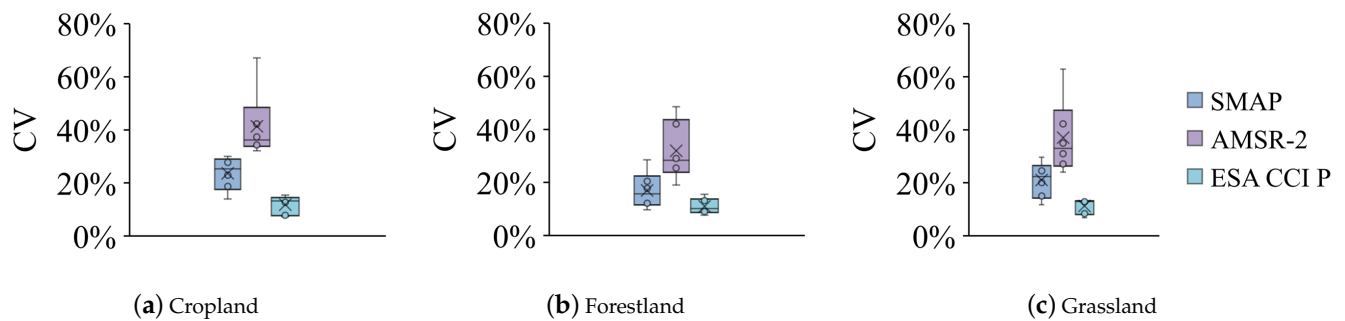 80%
60%
40%
20%
0%
CV
(a) Cropland
80%
60%
40%
20%
0%
CV
(b) Forestland
80%
60%
40%
20%
0%
CV
(c) Grassland
SMAP
AMSR-2
ESA CCI P